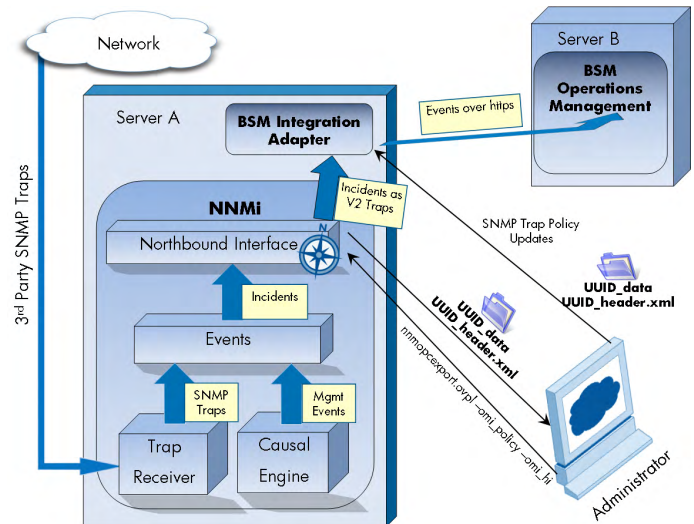 Network
Server A
BSM Integration
Adapter
Events over https
Server B
BSM
Operations
Management
3rd Party SNMP Traps
NNMi
Incidents as
V2 Traps
N
Northbound Interface
SNMP Trap Policy
Updates
UUID_data
UUID_header.xml
UUID_data
UUID_header.xml
nnmopcexport.ovpl –omi_policy –omi_hi
Incidents
Events
SNMP
Traps
Mgmt
Events
Trap
Receiver
Causal
Engine
Administrator